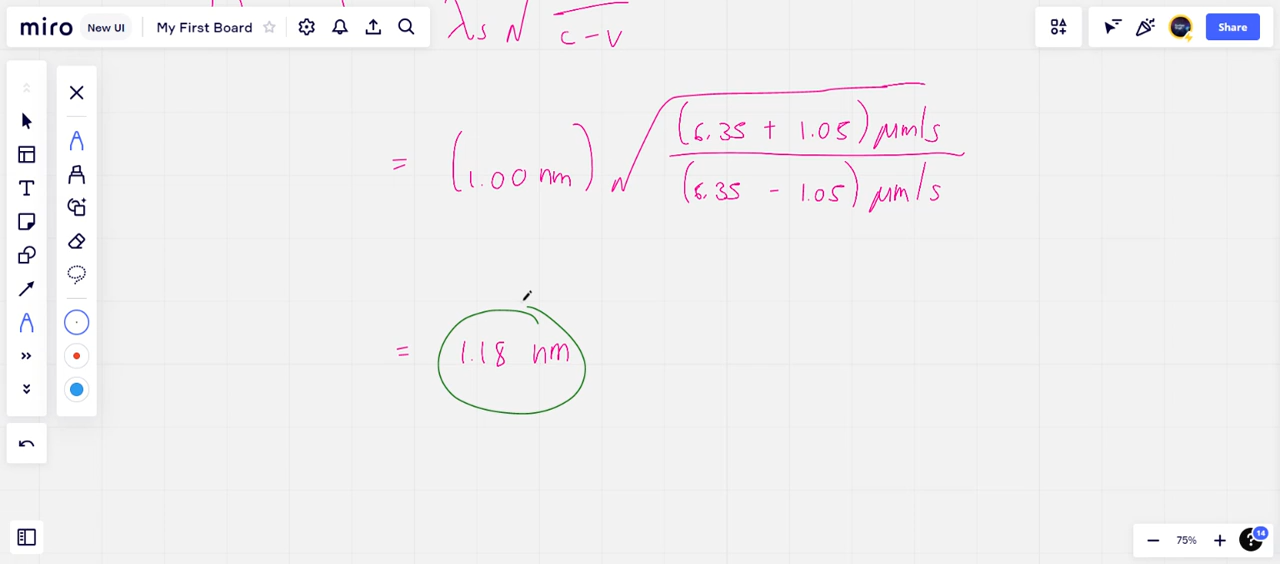 miro New UI My First Board Share
λs √ c - v
= (1.00 nm) √ (6.35 + 1.05) μm/s
(6.35 - 1.05) μm/s
= 1.18 nm
T
14
75%
?